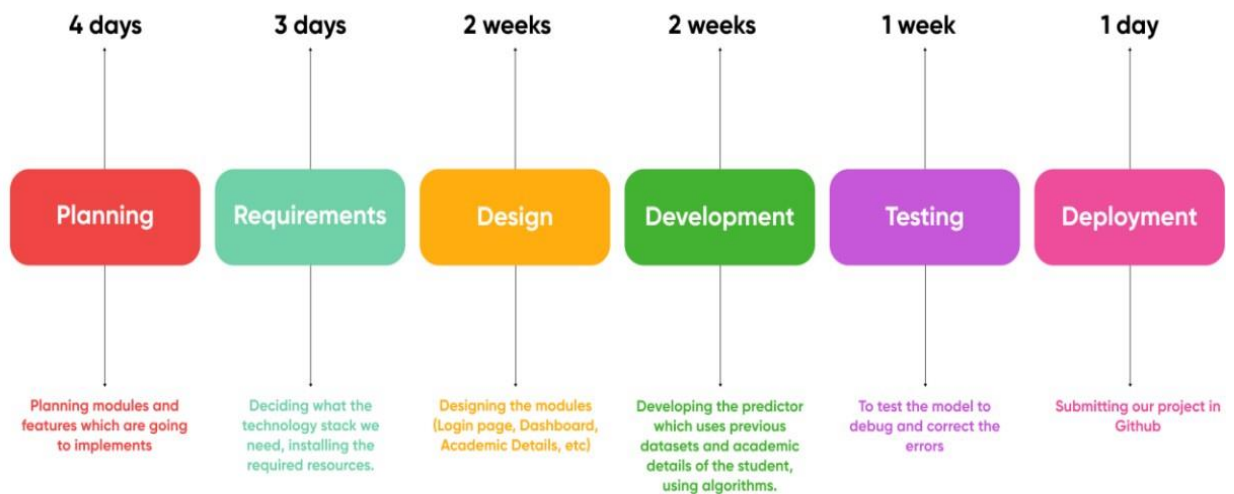 4 days
3 days
2 weeks
2 weeks
1 week
1 day
Planning
Requirements
Design
Development
Testing
Deployment
Planning modules and
features which are going
to implements
Deciding what the
technology stack we
need, installing the
required resources.
Designing the modules
(Login page, Dashboard,
Academic Details, etc)
Developing the predictor
which uses previous
datasets and academic
details of the student,
using algorithms.
To test the model to
debug and correct the
errors
Submitting our project in
Github